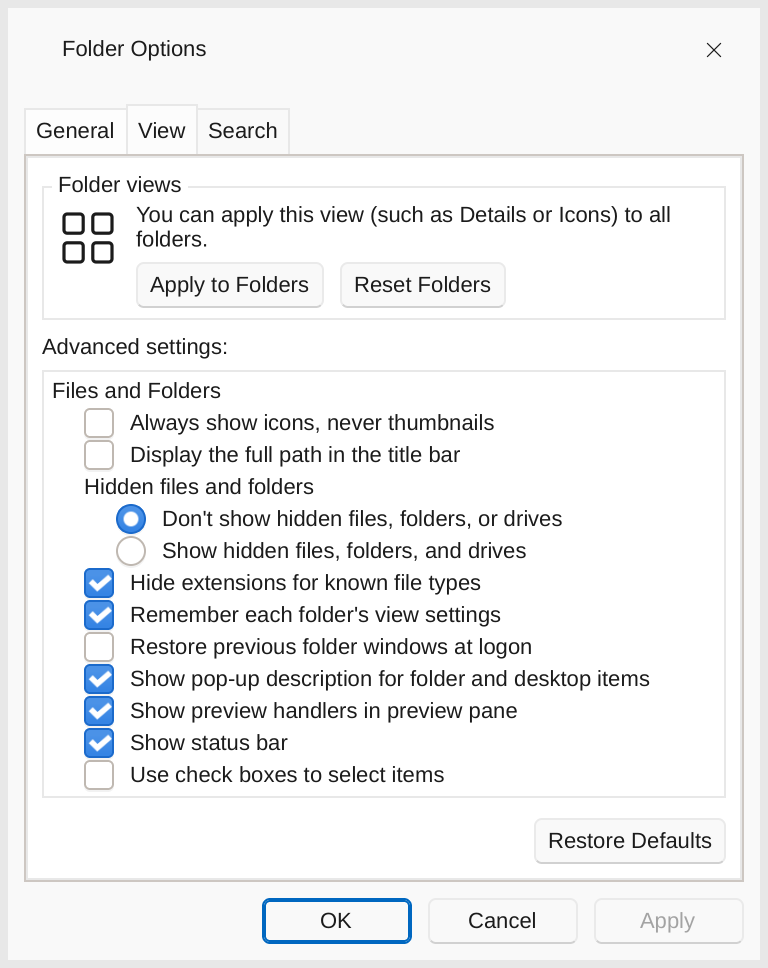 Folder Options
General View Search
Folder views
You can apply this view (such as Details or Icons) to all
folders.
Apply to Folders Reset Folders
Advanced settings:
Files and Folders
Always show icons, never thumbnails
Display the full path in the title bar
Hidden files and folders
Don't show hidden files, folders, or drives
Show hidden files, folders, and drives
Hide extensions for known file types
Remember each folder's view settings
Restore previous folder windows at logon
Show pop-up description for folder and desktop items
Show preview handlers in preview pane
Show status bar
Use check boxes to select items
Restore Defaults
OK Cancel Apply